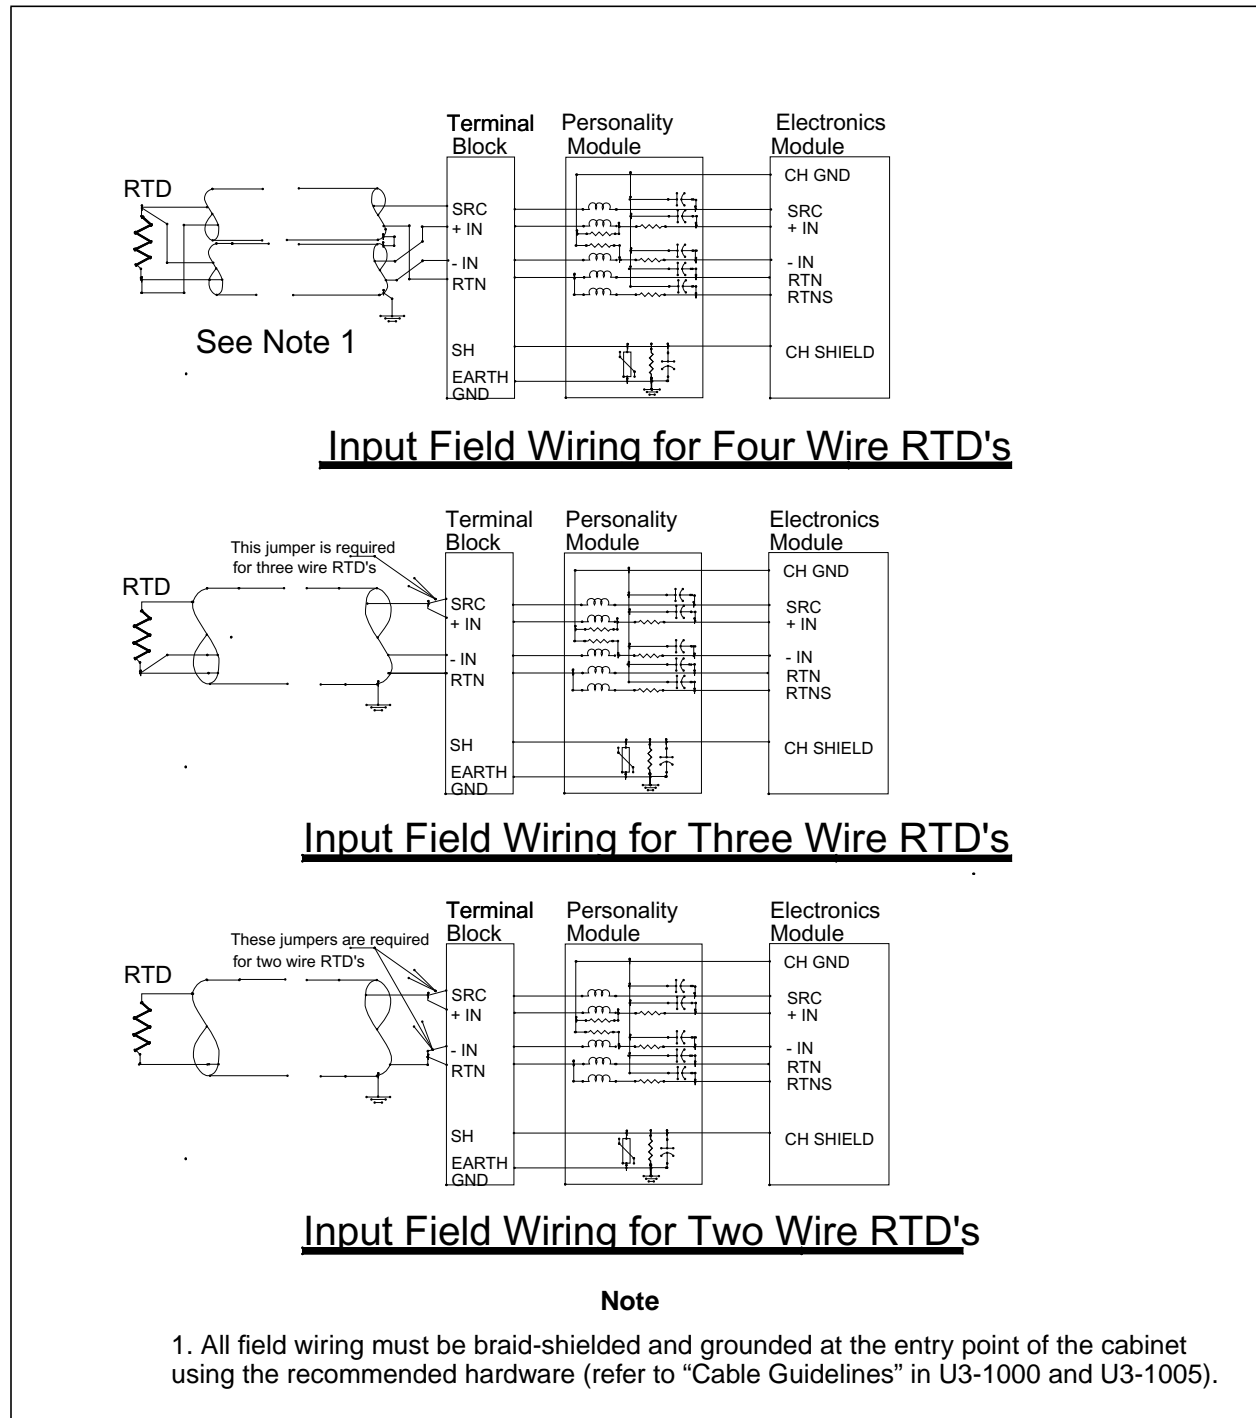 Terminal Block
Personality Module
Electronics Module
RTD
SRC
+ IN
- IN
RTN
SH
EARTH GND
CH GND
SRC
+ IN
- IN
RTN
RTNS
CH SHIELD
See Note 1
Input Field Wiring for Four Wire RTD's
Terminal Block
Personality Module
Electronics Module
This jumper is required
for three wire RTD's
RTD
SRC
+ IN
- IN
RTN
SH
EARTH GND
CH GND
SRC
+ IN
- IN
RTN
RTNS
CH SHIELD
Input Field Wiring for Three Wire RTD's
Terminal Block
Personality Module
Electronics Module
These jumpers are required
for two wire RTD's
RTD
SRC
+ IN
- IN
RTN
SH
EARTH GND
CH GND
SRC
+ IN
- IN
RTN
RTNS
CH SHIELD
Input Field Wiring for Two Wire RTD's
Note
1. All field wiring must be braid-shielded and grounded at the entry point of the cabinet
using the recommended hardware (refer to “Cable Guidelines” in U3-1000 and U3-1005).